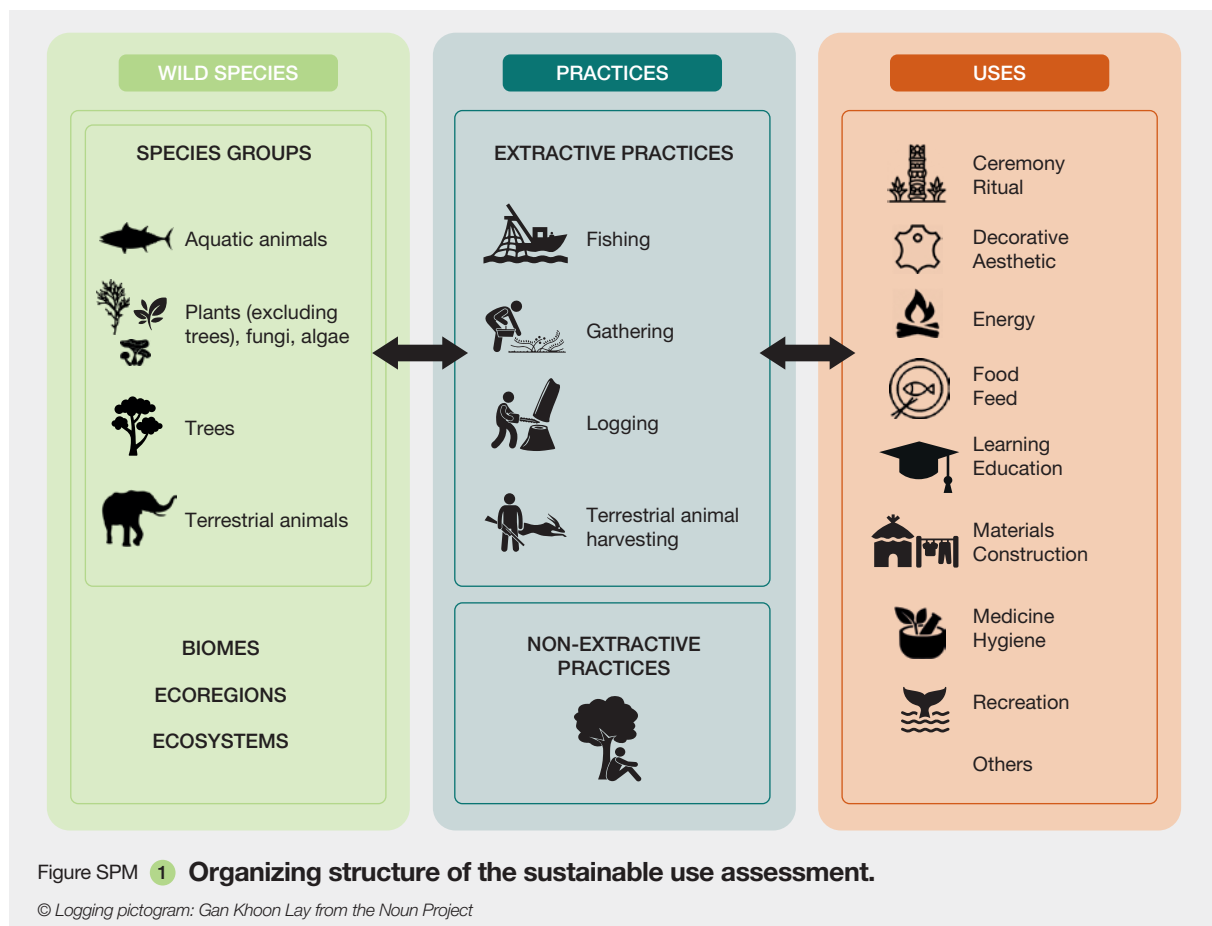 WILD SPECIES
SPECIES GROUPS
Aquatic animals
Plants (excluding
trees), fungi, algae
Trees
Terrestrial animals
BIOMES
ECOREGIONS
ECOSYSTEMS
PRACTICES
EXTRACTIVE PRACTICES
Fishing
Gathering
Logging
Terrestrial animal
harvesting
NON-EXTRACTIVE
PRACTICES
USES
Ceremony
Ritual
Decorative
Aesthetic
Energy
Food
Feed
Learning
Education
Materials
Construction
Medicine
Hygiene
Recreation
Others
Figure SPM 1 Organizing structure of the sustainable use assessment.
© Logging pictogram: Gan Khoon Lay from the Noun Project